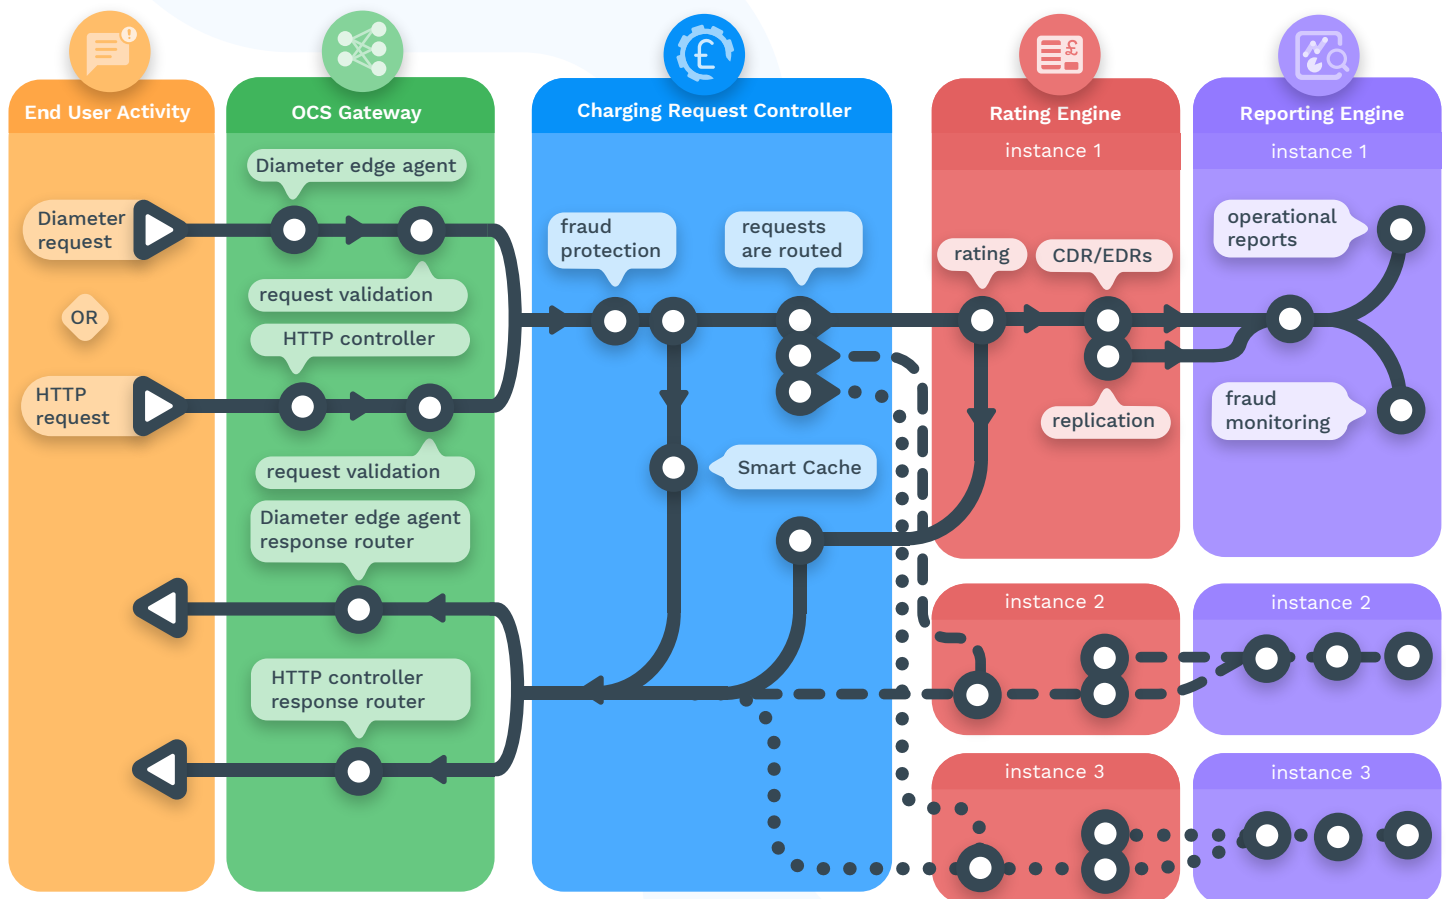 End User Activity
OCS Gateway
Charging Request Controller
Rating Engine
instance 1
Reporting Engine
instance 1
Diameter
request
OR
HTTP
request
Diameter edge agent
request validation
HTTP controller
request validation
Diameter edge agent
response router
HTTP controller
response router
fraud
protection
requests
are routed
Smart Cache
rating
CDR/EDRs
replication
operational
reports
fraud
monitoring
instance 2
instance 2
instance 3
instance 3
£
£
!